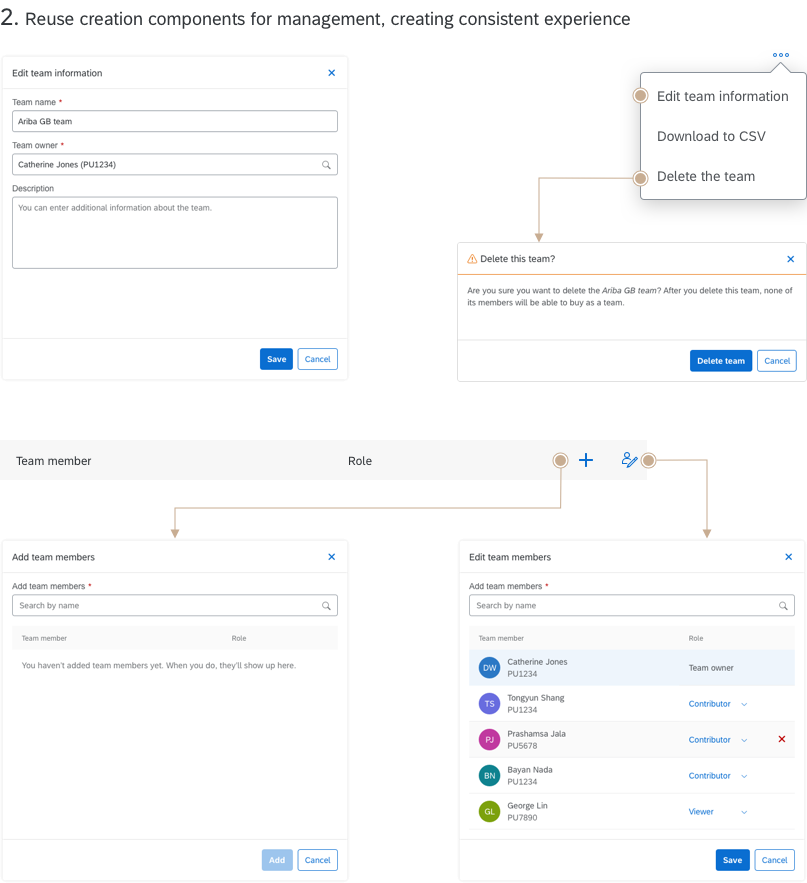 2. Reuse creation components for management, creating consistent experience
Edit team information
Team name *
Ariba GB team
Team owner *
Catherine Jones (PU1234)
Description
You can enter additional information about the team.
Save
Cancel
Edit team information
Download to CSV
Delete the team
Delete this team?
Are you sure you want to delete the Ariba GB team? After you delete this team, none of
its members will be able to buy as a team.
Delete team
Cancel
Team member
Role
Add team members
Add team members *
Search by name
Team member
Role
You haven't added team members yet. When you do, they'll show up here.
Add
Cancel
Edit team members
Add team members *
Search by name
Team member
Role
DW
Catherine Jones
PU1234
Team owner
TS
Tongyun Shang
PU1234
Contributor
PJ
Prashamsa Jala
PU5678
Contributor
BN
Bayan Nada
PU1234
Contributor
GL
George Lin
PU7890
Viewer
Save
Cancel